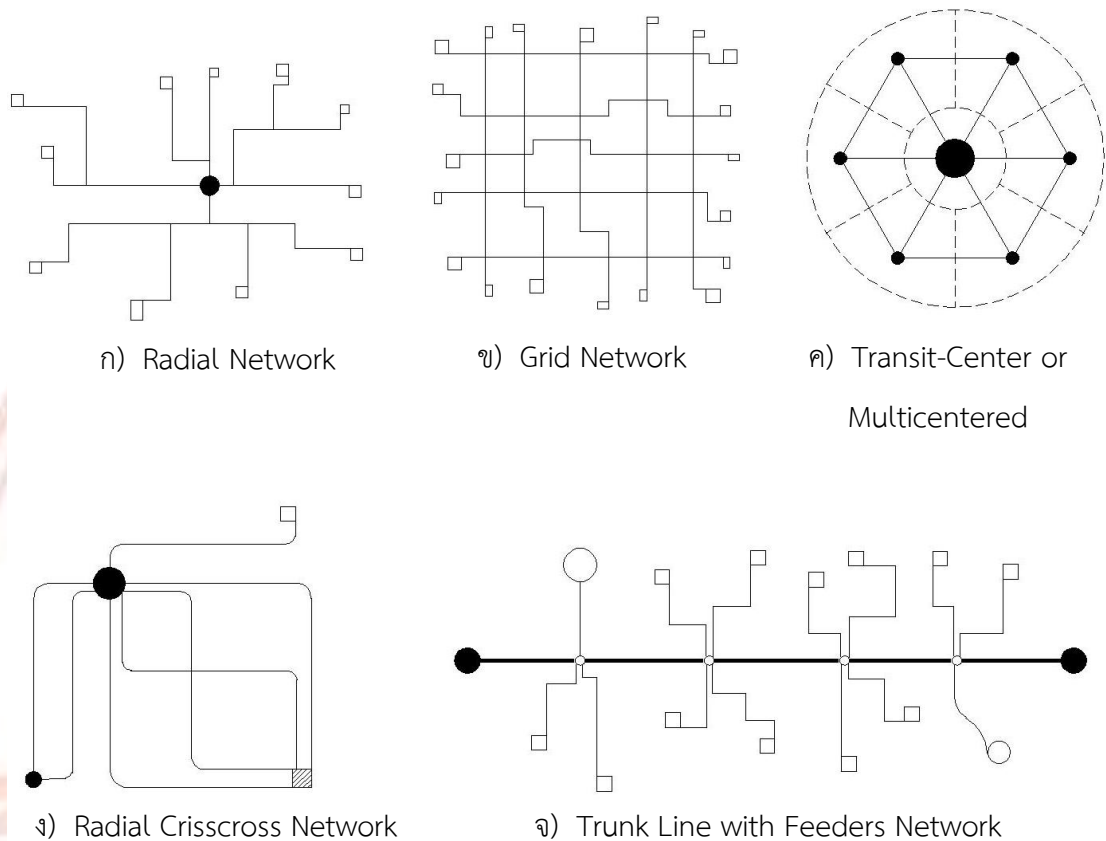 ก) Radial Network
ข) Grid Network
ค) Transit-Center or
Multicentered
ง) Radial Crisscross Network
จ) Trunk Line with Feeders Network